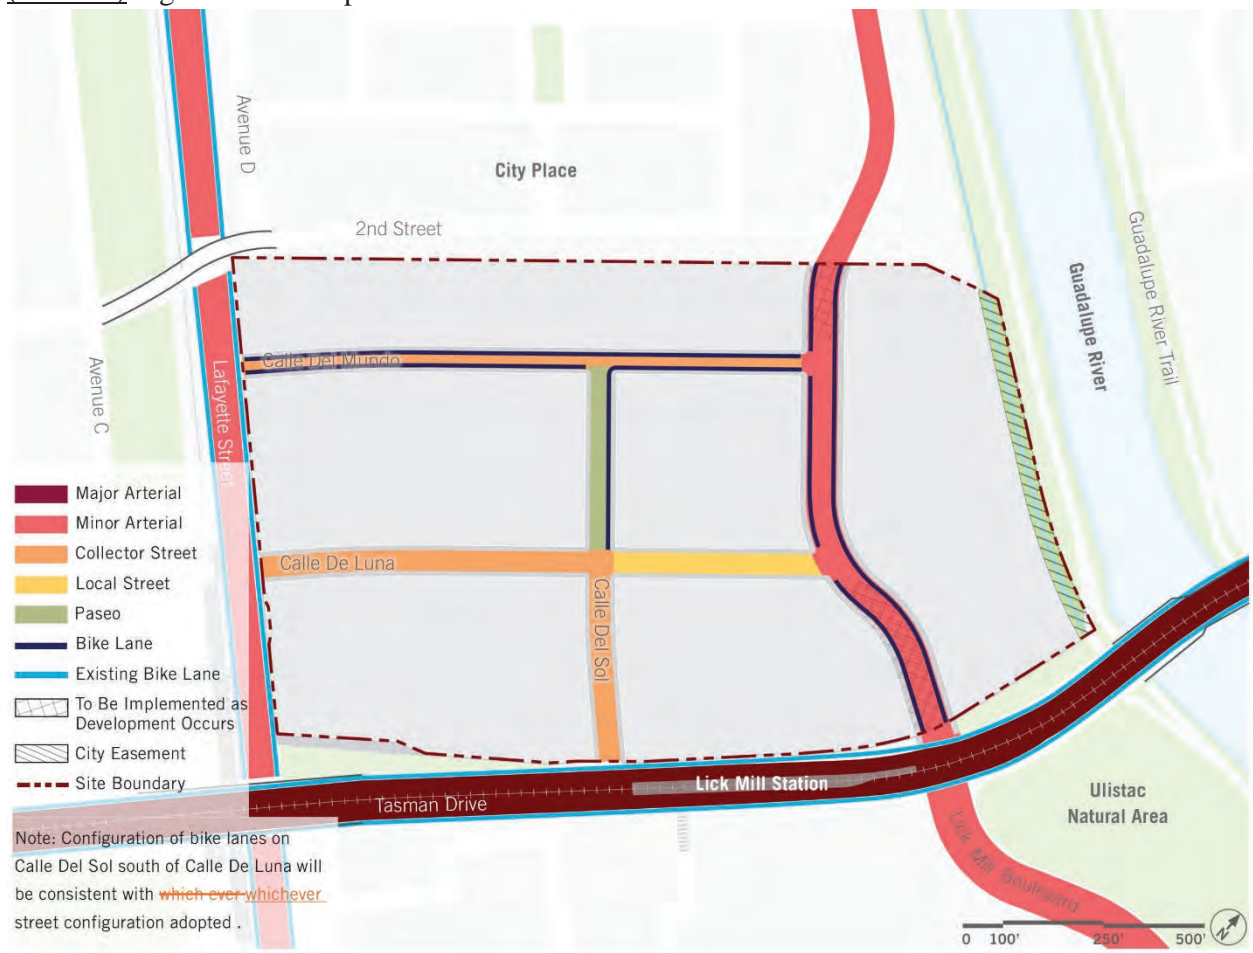 Avenue D
City Place
2nd Street
Guadalupe River Trail
Guadalupe River
Calle Del Mundo
Avenue C
Lafayette Street
Calle De Luna
Calle Del Sol
Major Arterial
Minor Arterial
Collector Street
Local Street
Paseo
Bike Lane
Existing Bike Lane
To Be Implemented as
Development Occurs
City Easement
Site Boundary
Lick Mill Station
Tasman Drive
Ulistac
Natural Area
Lick Mill Boulevard
Note: Configuration of bike lanes on
Calle Del Sol south of Calle De Luna will
be consistent with which ever whichever
street configuration adopted .
0 100' 250' 500'
N